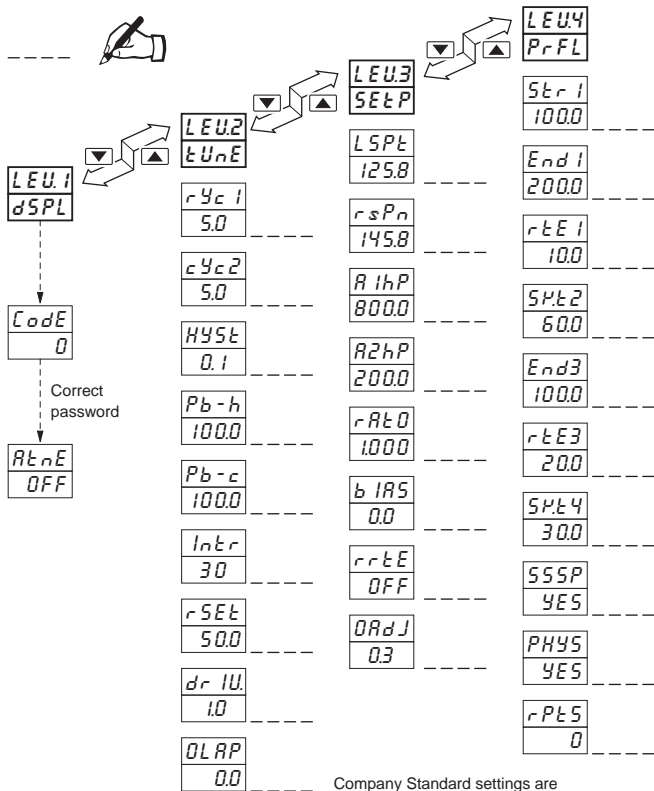 LEU.1
dSPL
CodE
0
Correct
password
AtnE
OFF
LEU.2
tUnE
rYc1
5.0
cYc2
5.0
HYSt
0.1
Pb-h
100.0
Pb-c
100.0
Intr
30
rSEt
50.0
drIU.
1.0
OLAP
0.0
LEU.3
SEtP
LSPt
125.8
rsPn
145.8
A1hP
800.0
A2hP
200.0
rAtO
1.000
bIAS
0.0
rrtE
OFF
OAdJ
0.3
LEU.4
PrFL
Str1
100.0
End1
200.0
rtE1
10.0
SK.t2
60.0
End3
100.0
rtE3
20.0
SK.t4
30.0
SSSP
YES
PHYS
YES
rPtS
0
Company Standard settings are